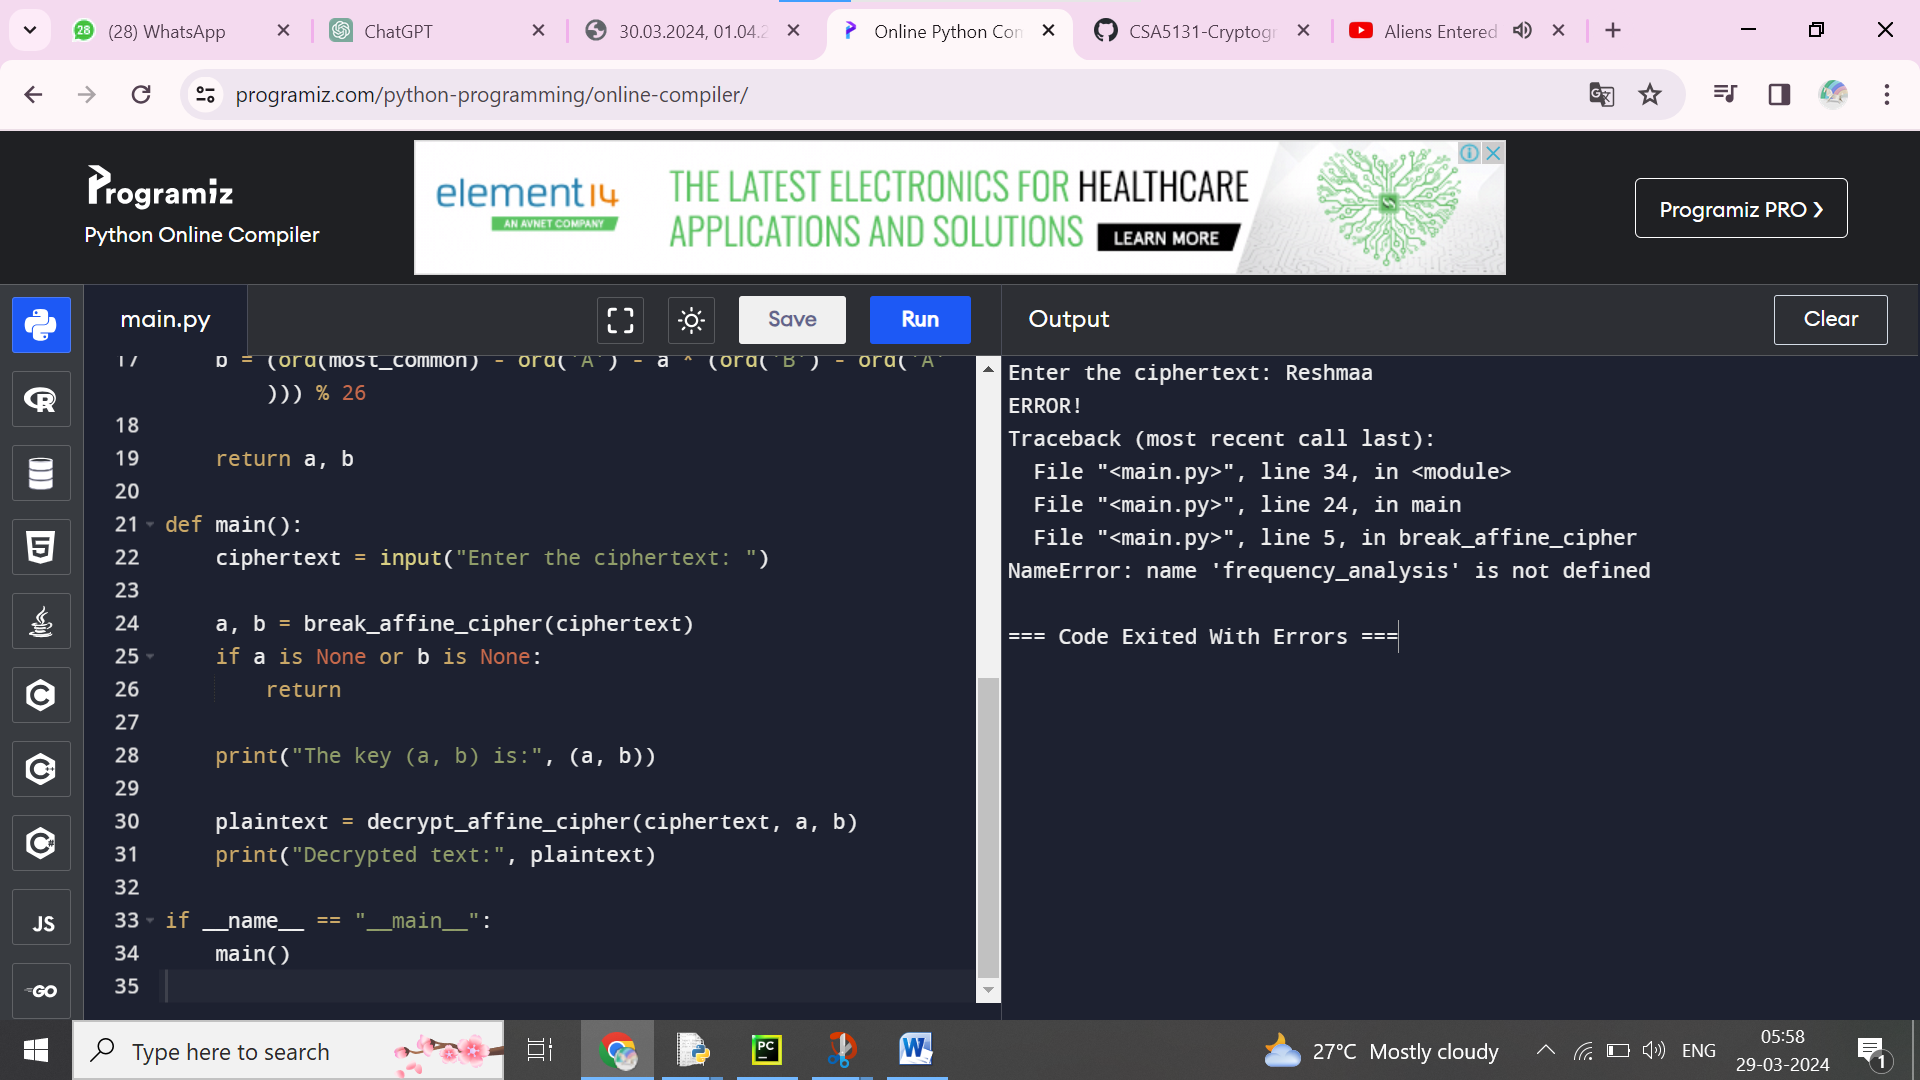 28
(28) WhatsApp
ChatGPT
30.03.2024, 01.04.2
Online Python Con
CSA5131-Cryptogr
Aliens Entered
programiz.com/python-programming/online-compiler/
Programiz
Python Online Compiler
element14
AN AVNET COMPANY
THE LATEST ELECTRONICS FOR HEALTHCARE
APPLICATIONS AND SOLUTIONS
LEARN MORE
Programiz PRO
main.py
Save
Run
Output
Clear
17 b = (ord(most_common) - ord('A') - a * (ord('B') - ord('A'
))) % 26
18
19 return a, b
20
21 def main():
22 ciphertext = input("Enter the ciphertext: ")
23
24 a, b = break_affine_cipher(ciphertext)
25 if a is None or b is None:
26 return
27
28 print("The key (a, b) is:", (a, b))
29
30 plaintext = decrypt_affine_cipher(ciphertext, a, b)
31 print("Decrypted text:", plaintext)
32
33 if __name__ == "__main__":
34 main()
35
Enter the ciphertext: Reshmaa
ERROR!
Traceback (most recent call last):
File "<main.py>", line 34, in <module>
File "<main.py>", line 24, in main
File "<main.py>", line 5, in break_affine_cipher
NameError: name 'frequency_analysis' is not defined
=== Code Exited With Errors ===
R
5
C
C++
C#
JS
GO
Type here to search
PC
W
27°C Mostly cloudy
ENG
05:58
29-03-2024
1